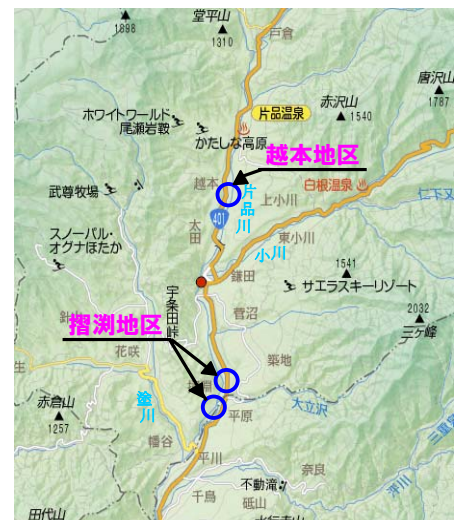 堂平山
1898
1310
戸倉
唐沢山
1787
赤沢山
1540
片品温泉
ホワイトワールド
尾瀬岩鞍
かたしな高原
越本地区
武尊牧場
越本
白根温泉
片品川
上小川
仁下又
401
スノーパル・
オグナほたか
太田
小川
東小川
1541
鎌田
サエラスキーリゾート
宇条田峠
菅沼
2032
三ヶ峰
針
摺渕地区
花咲
築地
生
塗川
大立沢
赤倉山
1257
平原
三重泉
幡谷
平川
奈良
不動滝
泙川
千鳥
砥山
田代山